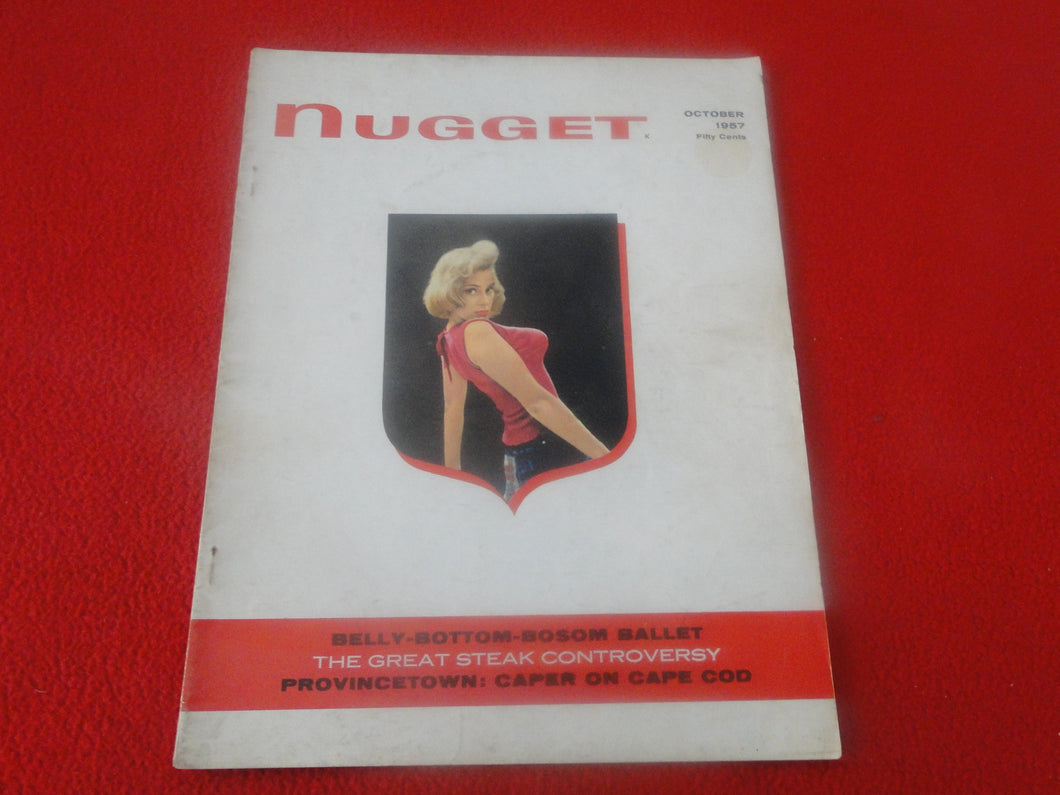 nUGGET
K
OCTOBER
1957
Fifty Cents
BELLY-BOTTOM-BOSOM BALLET
THE GREAT STEAK CONTROVERSY
PROVINCETOWN: CAPER ON CAPE COD